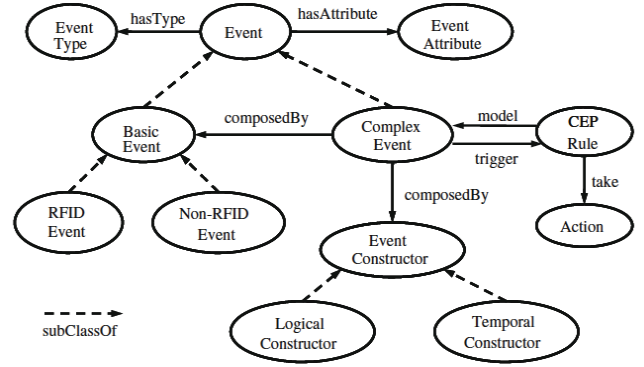 hasType
hasAttribute
Event
Type
Event
Event
Attribute
Basic
Event
composedBy
Complex
Event
model
trigger
CEP
Rule
take
RFID
Event
Non-RFID
Event
composedBy
Action
Event
Constructor
subClassOf
Logical
Constructor
Temporal
Constructor